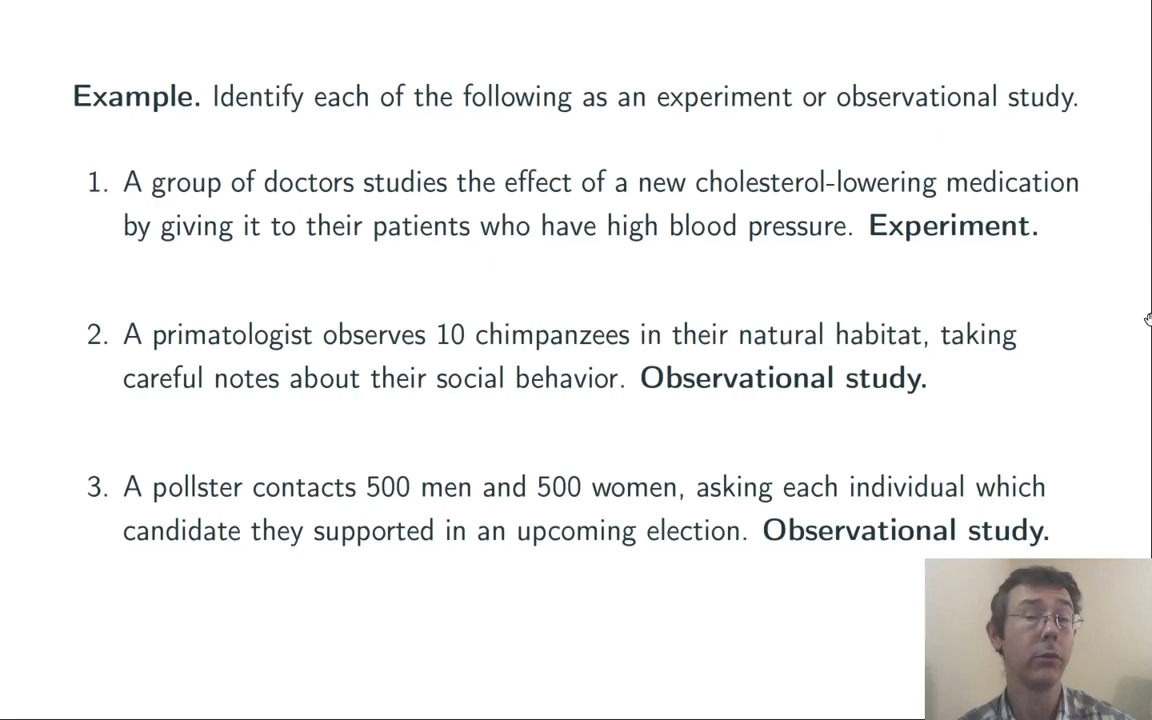 Example. Identify each of the following as an experiment or observational study.
1. A group of doctors studies the effect of a new cholesterol-lowering medication
by giving it to their patients who have high blood pressure. Experiment.
2. A primatologist observes 10 chimpanzees in their natural habitat, taking
careful notes about their social behavior. Observational study.
3. A pollster contacts 500 men and 500 women, asking each individual which
candidate they supported in an upcoming election. Observational study.